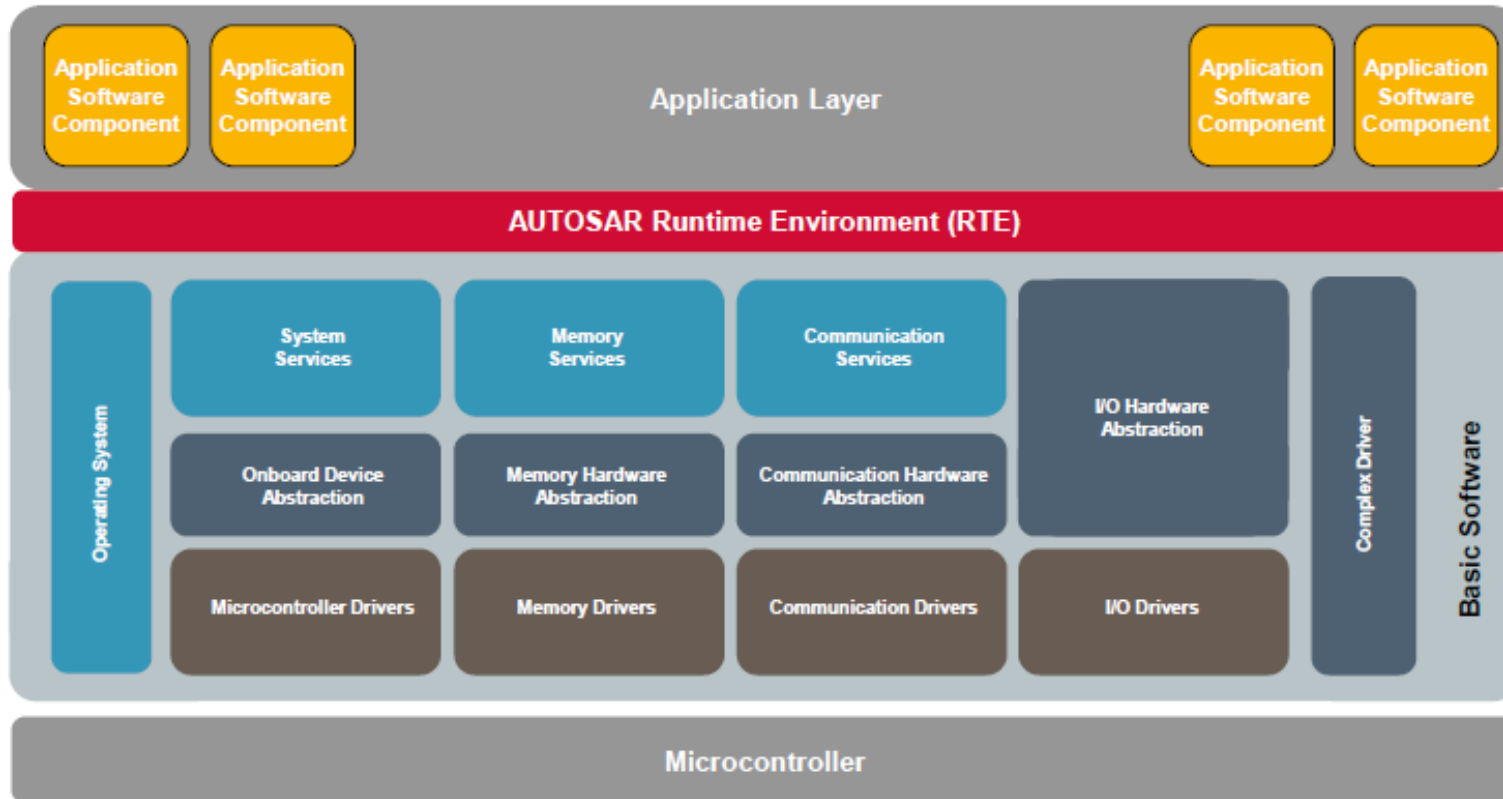 Application
Software
Component
Application
Software
Component
Application Layer
Application
Software
Component
Application
Software
Component
AUTOSAR Runtime Environment (RTE)
Operating System
System
Services
Memory
Services
Communication
Services
I/O Hardware
Abstraction
Complex Driver
Basic Software
Onboard Device
Abstraction
Memory Hardware
Abstraction
Communication Hardware
Abstraction
Microcontroller Drivers
Memory Drivers
Communication Drivers
I/O Drivers
Microcontroller